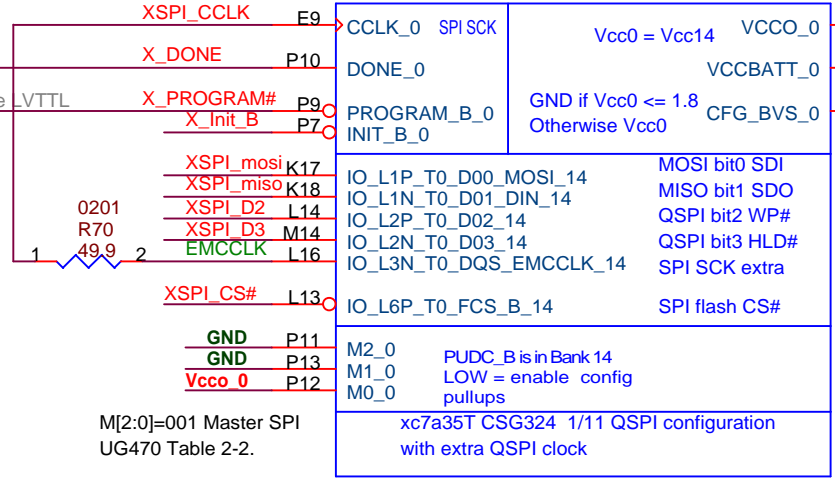 XSPI_CCLK E9 CCLK_0 SPI SCK Vcc0 = Vcc14 VCCO_0
X_DONE P10 DONE_0 VCCBATT_0
LVTTL X_PROGRAM# P9 PROGRAM_B_0 GND if Vcc0 <= 1.8 CFG_BVS_0
X_Init_B P7 INIT_B_0 Otherwise Vcc0
XSPI_mosi K17 IO_L1P_T0_D00_MOSI_14 MOSI bit0 SDI
XSPI_miso K18 IO_L1N_T0_D01_DIN_14 MISO bit1 SDO
0201 XSPI_D2 L14 IO_L2P_T0_D02_14 QSPI bit2 WP#
R70 XSPI_D3 M14 IO_L2N_T0_D03_14 QSPI bit3 HLD#
1 49.9 2 EMCCLK L16 IO_L3N_T0_DQS_EMCCLK_14 SPI SCK extra
XSPI_CS# L13 IO_L6P_T0_FCS_B_14 SPI flash CS#
GND P11 M2_0 PUDC_B is in Bank 14
GND P13 M1_0 LOW = enable config
Vcco_0 P12 M0_0 pullups
M[2:0]=001 Master SPI xc7a35T CSG324 1/11 QSPI configuration
UG470 Table 2-2. with extra QSPI clock